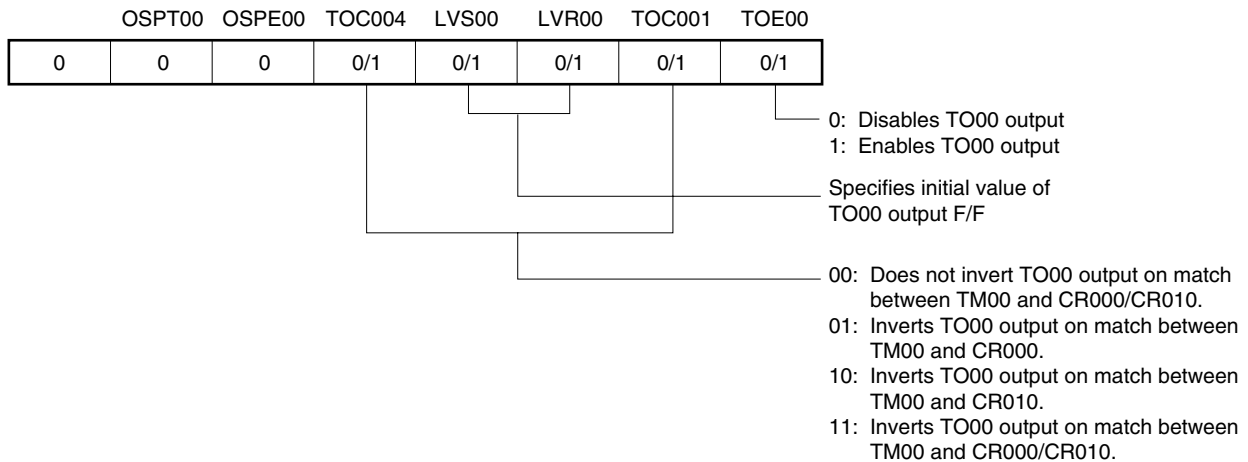 OSPT00 OSPE00 TOC004 LVS00 LVR00 TOC001 TOE00
0 0 0 0/1 0/1 0/1 0/1 0/1
0: Disables TO00 output
1: Enables TO00 output
Specifies initial value of
TO00 output F/F
00: Does not invert TO00 output on match
between TM00 and CR000/CR010.
01: Inverts TO00 output on match between
TM00 and CR000.
10: Inverts TO00 output on match between
TM00 and CR010.
11: Inverts TO00 output on match between
TM00 and CR000/CR010.